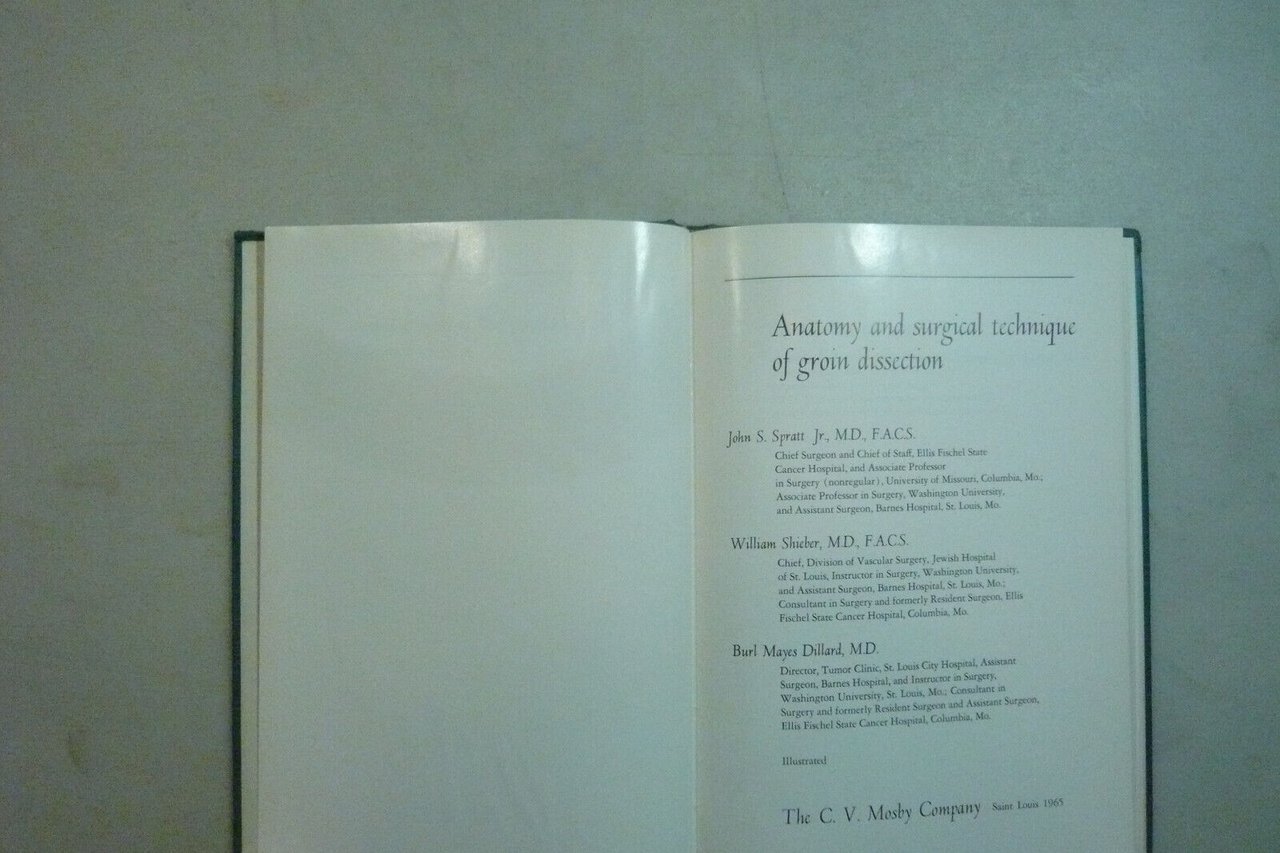 Anatomy and surgical technique
of groin dissection
John S. Spratt Jr., M.D., F.A.C.S.
Chief Surgeon and Chief of Staff, Ellis Fischel State
Cancer Hospital, and Associate Professor
in Surgery (nonregular), University of Missouri, Columbia, Mo.;
Associate Professor in Surgery, Washington University,
and Assistant Surgeon, Barnes Hospital, St. Louis, Mo.
William Shieber, M.D., F.A.C.S.
Chief, Division of Vascular Surgery, Jewish Hospital
of St. Louis, Instructor in Surgery, Washington University,
and Assistant Surgeon, Barnes Hospital, St. Louis, Mo.;
Consultant in Surgery and formerly Resident Surgeon, Ellis
Fischel State Cancer Hospital, Columbia, Mo.
Burl Mayes Dillard, M.D.
Director, Tumor Clinic, St. Louis City Hospital, Assistant
Surgeon, Barnes Hospital, and Instructor in Surgery,
Washington University, St. Louis, Mo.; Consultant in
Surgery and formerly Resident Surgeon and Assistant Surgeon,
Ellis Fischel State Cancer Hospital, Columbia, Mo.
Illustrated
The C. V. Mosby Company Saint Louis 1965